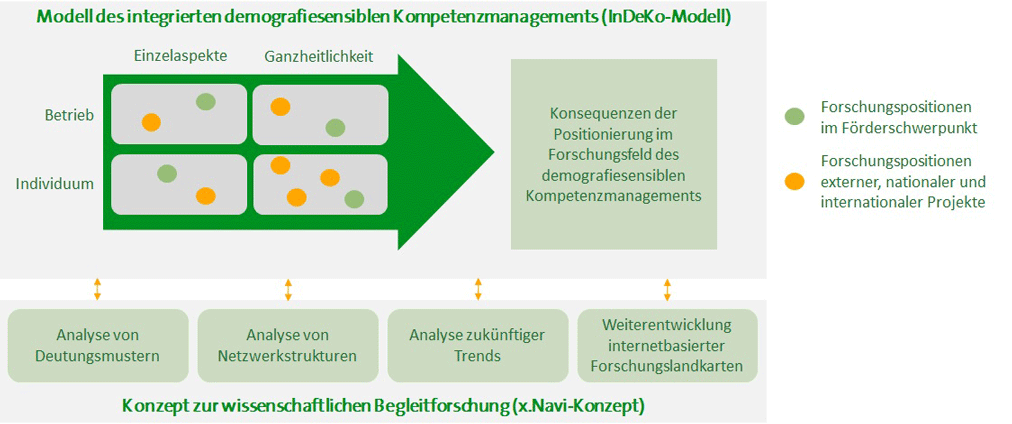 Modell des integrierten demografiesensiblen Kompetenzmanagements (InDeKo-Modell)
Einzelaspekte
Ganzheitlichkeit
Betrieb
Individuum
Konsequenzen der
Positionierung im
Forschungsfeld des
demografiesensiblen
Kompetenzmanagements
Forschungspositionen
im Förderschwerpunkt
Forschungspositionen
externer, nationaler und
internationaler Projekte
Analyse von
Deutungsmustern
Analyse von
Netzwerkstrukturen
Analyse zukünftiger
Trends
Weiterentwicklung
internetbasierter
Forschungslandkarten
Konzept zur wissenschaftlichen Begleitforschung (x.Navi-Konzept)